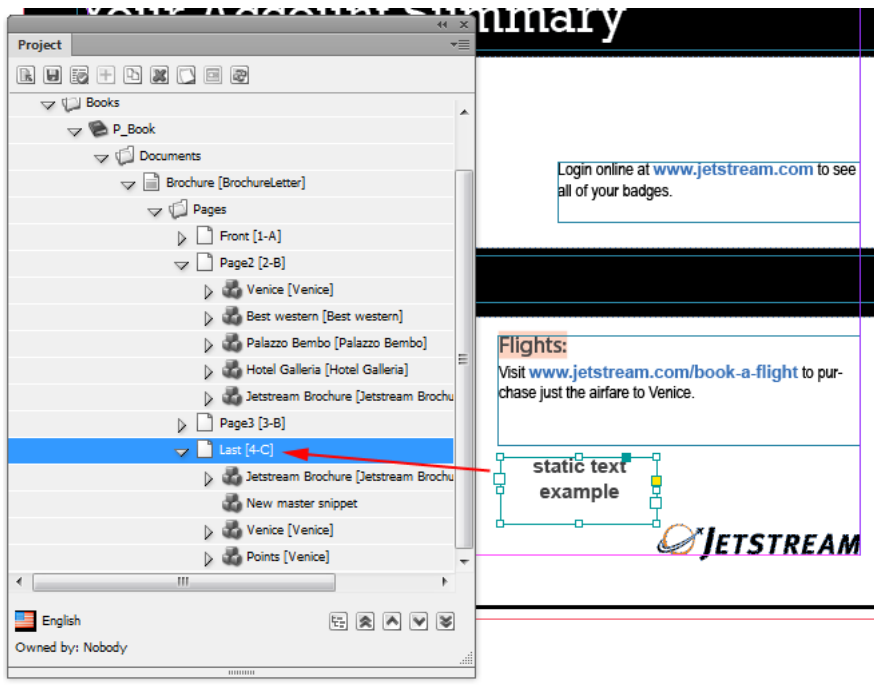 Your Account Summary
Project
Books
P_Book
Documents
Brochure [BrochureLetter]
Pages
Front [1-A]
Page2 [2-B]
Venice [Venice]
Best western [Best western]
Palazzo Bembo [Palazzo Bembo]
Hotel Galleria [Hotel Galleria]
Jetstream Brochure [Jetstream Brochu
Page3 [3-B]
Last [4-C]
Jetstream Brochure [Jetstream Brochu
New master snippet
Venice [Venice]
Points [Venice]
English
Owned by: Nobody
Login online at www.jetstream.com to see
all of your badges.
Flights:
Visit www.jetstream.com/book-a-flight to pur-
chase just the airfare to Venice.
static text
example
JETSTREAM